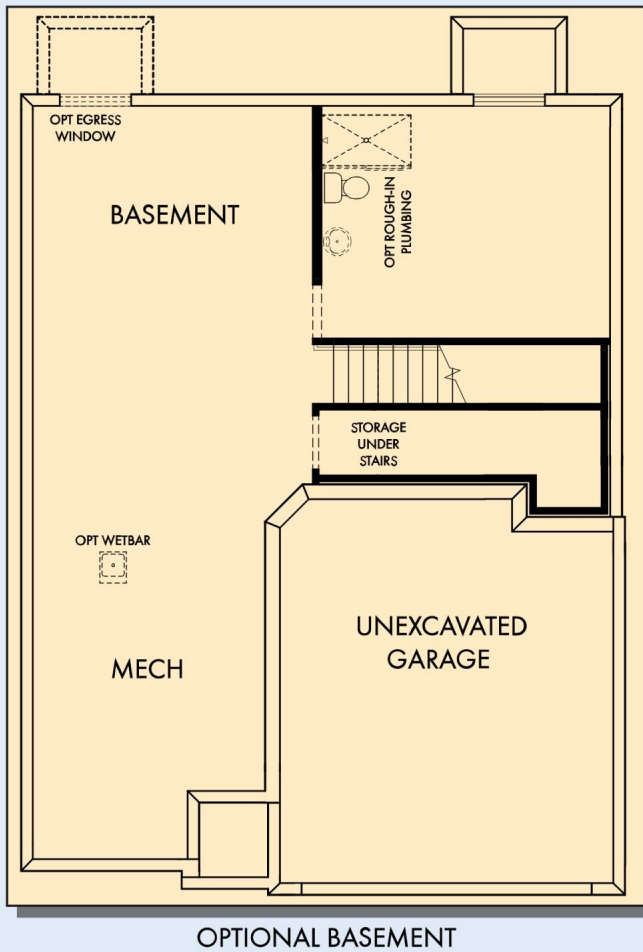 OPT EGRESS
WINDOW
BASEMENT
OPT ROUGH-IN
PLUMBING
STORAGE
UNDER
STAIRS
OPT WETBAR
UNEXCAVATED
GARAGE
MECH
OPTIONAL BASEMENT